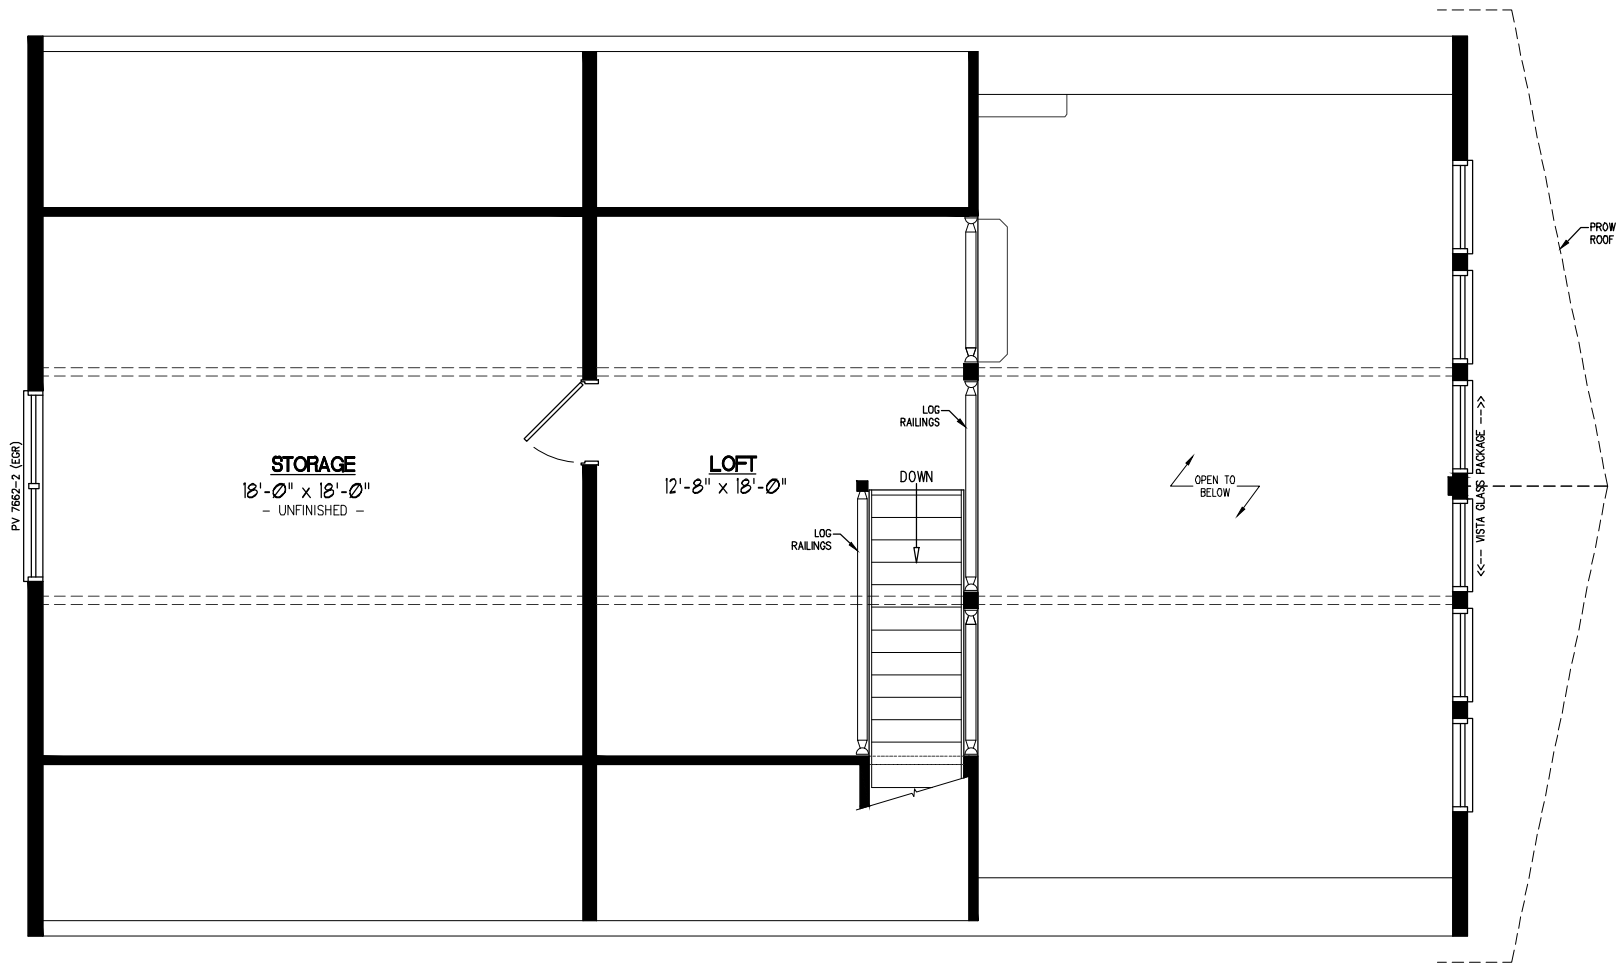 PROW
ROOF
LOG
RAILINGS
STORAGE
18'-0" x 18'-0"
- UNFINISHED -
LOFT
12'-8" x 18'-0"
DOWN
OPEN TO
BELOW
LOG
RAILINGS
PV 7662-2 (EGR)
<<--- VISTA GLASS PACKAGE --->>